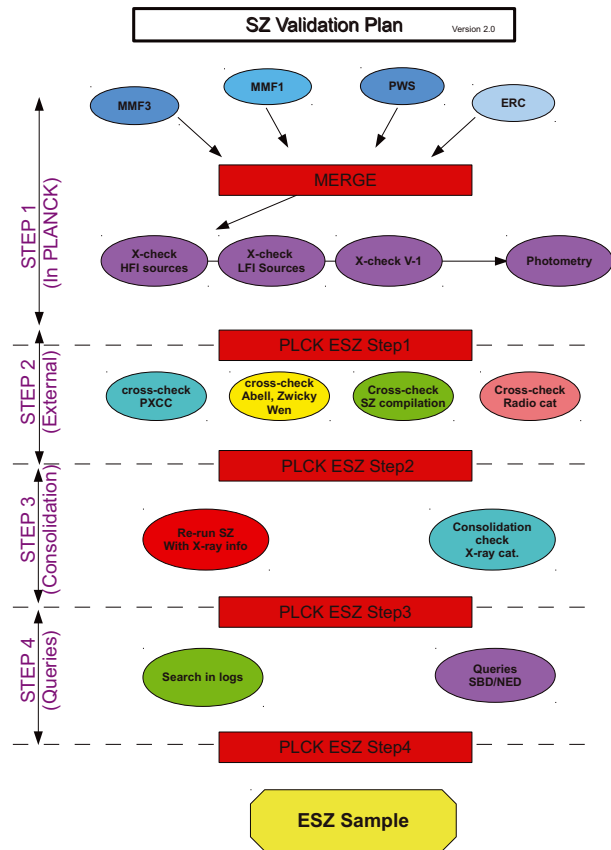 SZ Validation Plan Version 2.0
MMF3
MMF1
PWS
ERC
MERGE
STEP 1
(In PLANCK)
X-check
HFI sources
X-check
LFI Sources
X-check V-1
Photometry
PLCK ESZ Step1
STEP 2
(External)
cross-check
PXCC
cross-check
Abell, Zwicky
Wen
Cross-check
SZ compilation
Cross-check
Radio cat
PLCK ESZ Step2
STEP 3
(Consolidation)
Re-run SZ
With X-ray info
Consolidation
check
X-ray cat.
PLCK ESZ Step3
STEP 4
(Queries)
Search in logs
Queries
SBD/NED
PLCK ESZ Step4
ESZ Sample